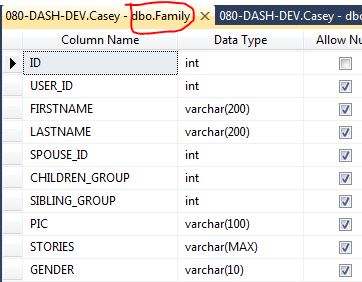 080-DASH-DEV.Casey - dbo.Family 080-DASH-DEV.Casey - dbo
Column Name Data Type Allow Nu
ID int
USER_ID int
FIRSTNAME varchar(200)
LASTNAME varchar(200)
SPOUSE_ID int
CHILDREN_GROUP int
SIBLING_GROUP int
PIC varchar(100)
STORIES varchar(MAX)
GENDER varchar(10)